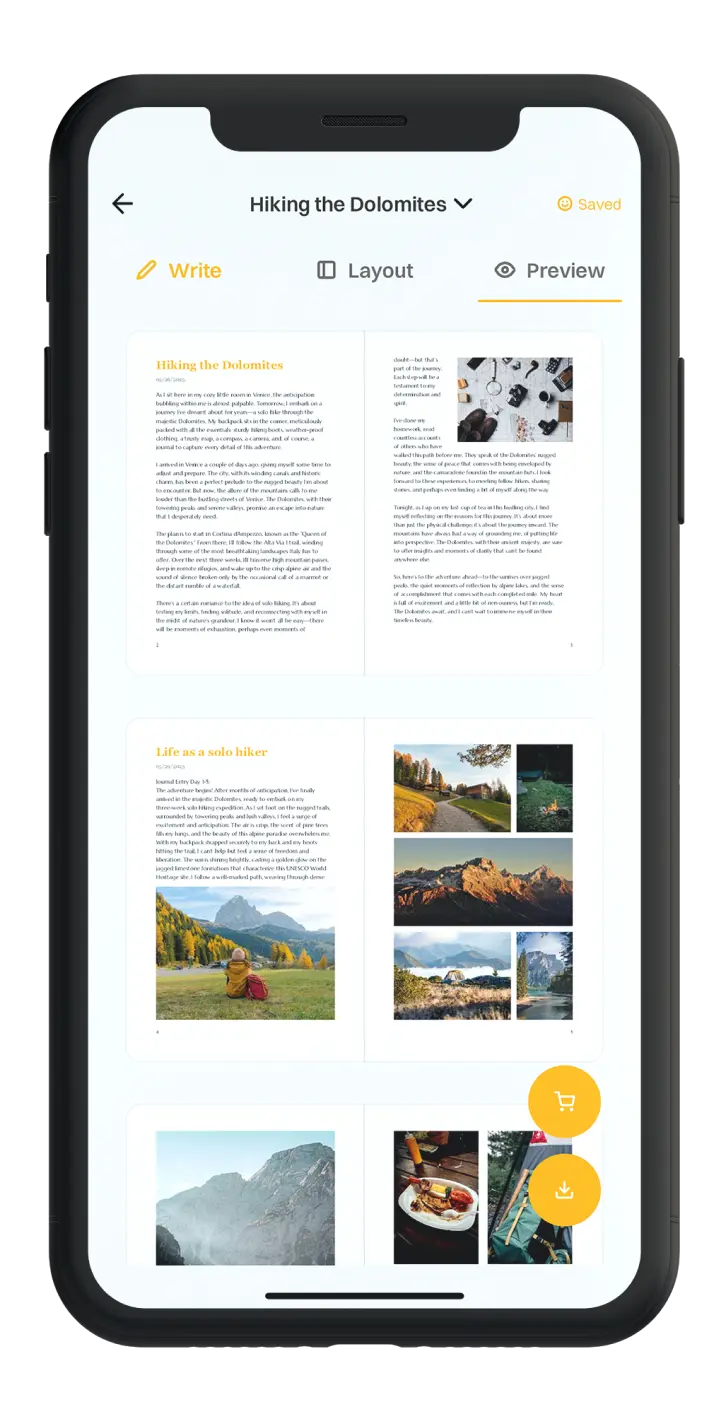 Hiking the Dolomites
Saved
Write
Layout
Preview
Hiking the Dolomites
As I sit here in my cozy little room in Venice, the anticipation
bubbling within me is almost palpable. Tomorrow, I embark on a
journey I've dreamt about for years—a solo hike through the
majestic Dolomites. My backpack sits in the corner, meticulously
packed with all the essentials: sturdy hiking boots, weather-proof
clothing, a trusty map, a compass, a camera, and, of course, a
journal to capture every detail of this adventure.
I arrived in Venice a couple of days ago, giving myself some time to
adjust and prepare. The city, with its winding canals and historic
charm, has been a perfect prelude to the rugged beauty I'm about
to encounter. But now, the allure of the mountains calls to me
louder than the bustling streets of Venice. The Dolomites, with their
towering peaks and serene valleys, promise an escape into nature
that I desperately need.
The plan is to start in Cortina d'Ampezzo, known as the "Queen of
the Dolomites." From there, I'll follow the Alta Via 1 trail, winding
through some of the most breathtaking landscapes Italy has to
offer. Over the next three weeks, I'll traverse high mountain passes,
sleep in remote refugios, and wake up to the crisp alpine air and the
sound of silence broken only by the occasional call of a marmot or
the distant rumble of a waterfall.
There's a certain romance to the idea of solo hiking. It's about
testing my limits, finding solitude, and reconnecting with myself in
the midst of nature's grandeur. I know it won't all be easy—there
will be moments of exhaustion, perhaps even moments of
2
doubt—but that's
part of the journey.
Each step will be a
testament to my
determination and
spirit.
I've done my
homework, read
countless accounts
of others who have
walked this path before me. They speak of the Dolomites' rugged
beauty, the sense of peace that comes with being enveloped by
nature, and the camaraderie found in the mountain huts. I look
forward to these experiences, to meeting fellow hikers, sharing
stories, and perhaps even finding a bit of myself along the way.
Tonight, as I sip on my last cup of tea in this bustling city, I find
myself reflecting on the reasons for this journey. It's about more
than just the physical challenge; it's about the journey inward. The
mountains have always had a way of grounding me, of putting life
into perspective. The Dolomites, with their ancient majesty, are sure
to offer insights and moments of clarity that can't be found
anywhere else.
So, here's to the adventure ahead—to the sunrises over jagged
peaks, the quiet moments of reflection by alpine lakes, and the sense
of accomplishment that comes with each completed mile. My heart
is full of excitement and a little bit of nervousness, but I'm ready.
The Dolomites await, and I can't wait to immerse myself in their
timeless beauty.
Life as a solo hiker
Journal Entry Day
The adventure begins! After months of anticipation, I've finally
arrived in the majestic Dolomites, ready to embark on my
three-week solo hiking expedition. As I set foot on the rugged trails,
surrounded by towering peaks and lush valleys, I feel a surge of
excitement and anticipation. The air is crisp, the scent of pine trees
fills my lungs, and the beauty of this alpine paradise overwhelms me.
With my backpack strapped securely to my back and my boots
hitting the trail, I can't help but feel a sense of freedom and
liberation. The sun is shining brightly, casting a golden glow on the
jagged limestone formations that characterize this UNESCO World
Heritage site. I follow a well-marked path, weaving through dense